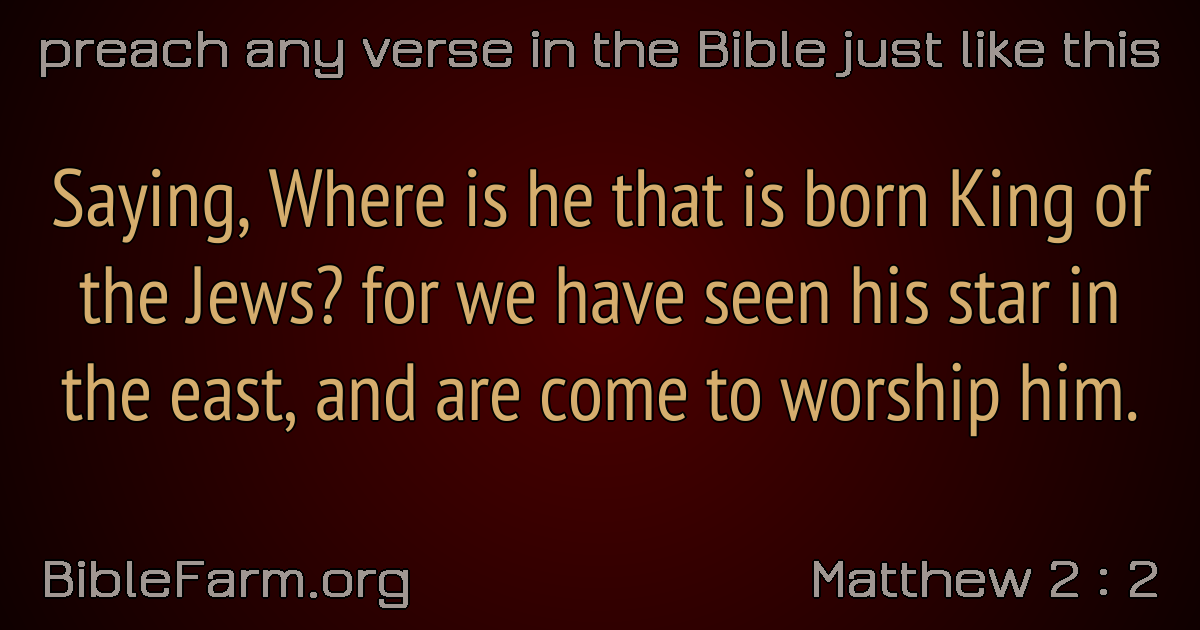 preach any verse in the Bible just like this
Saying, Where is he that is born King of
the Jews? for we have seen his star in
the east, and are come to worship him.
BibleFarm.org
Matthew 2 : 2